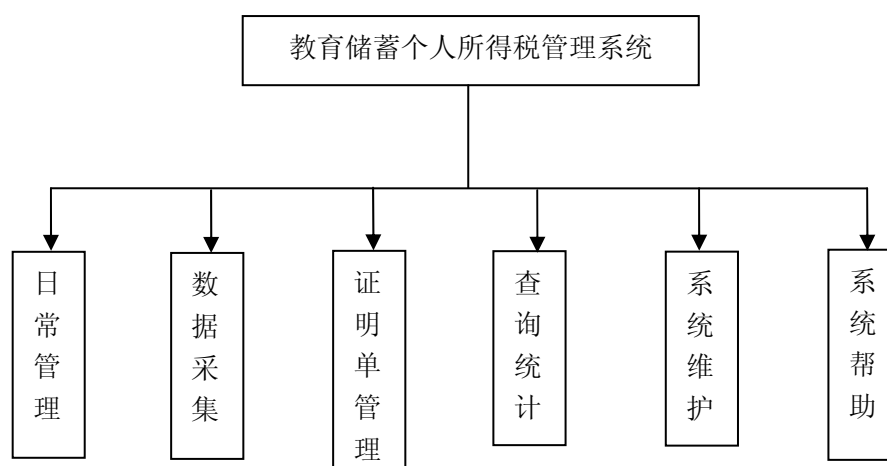 教育储蓄个人所得税管理系统
日常管理
数据采集
证明单管理
查询统计
系统维护
系统帮助